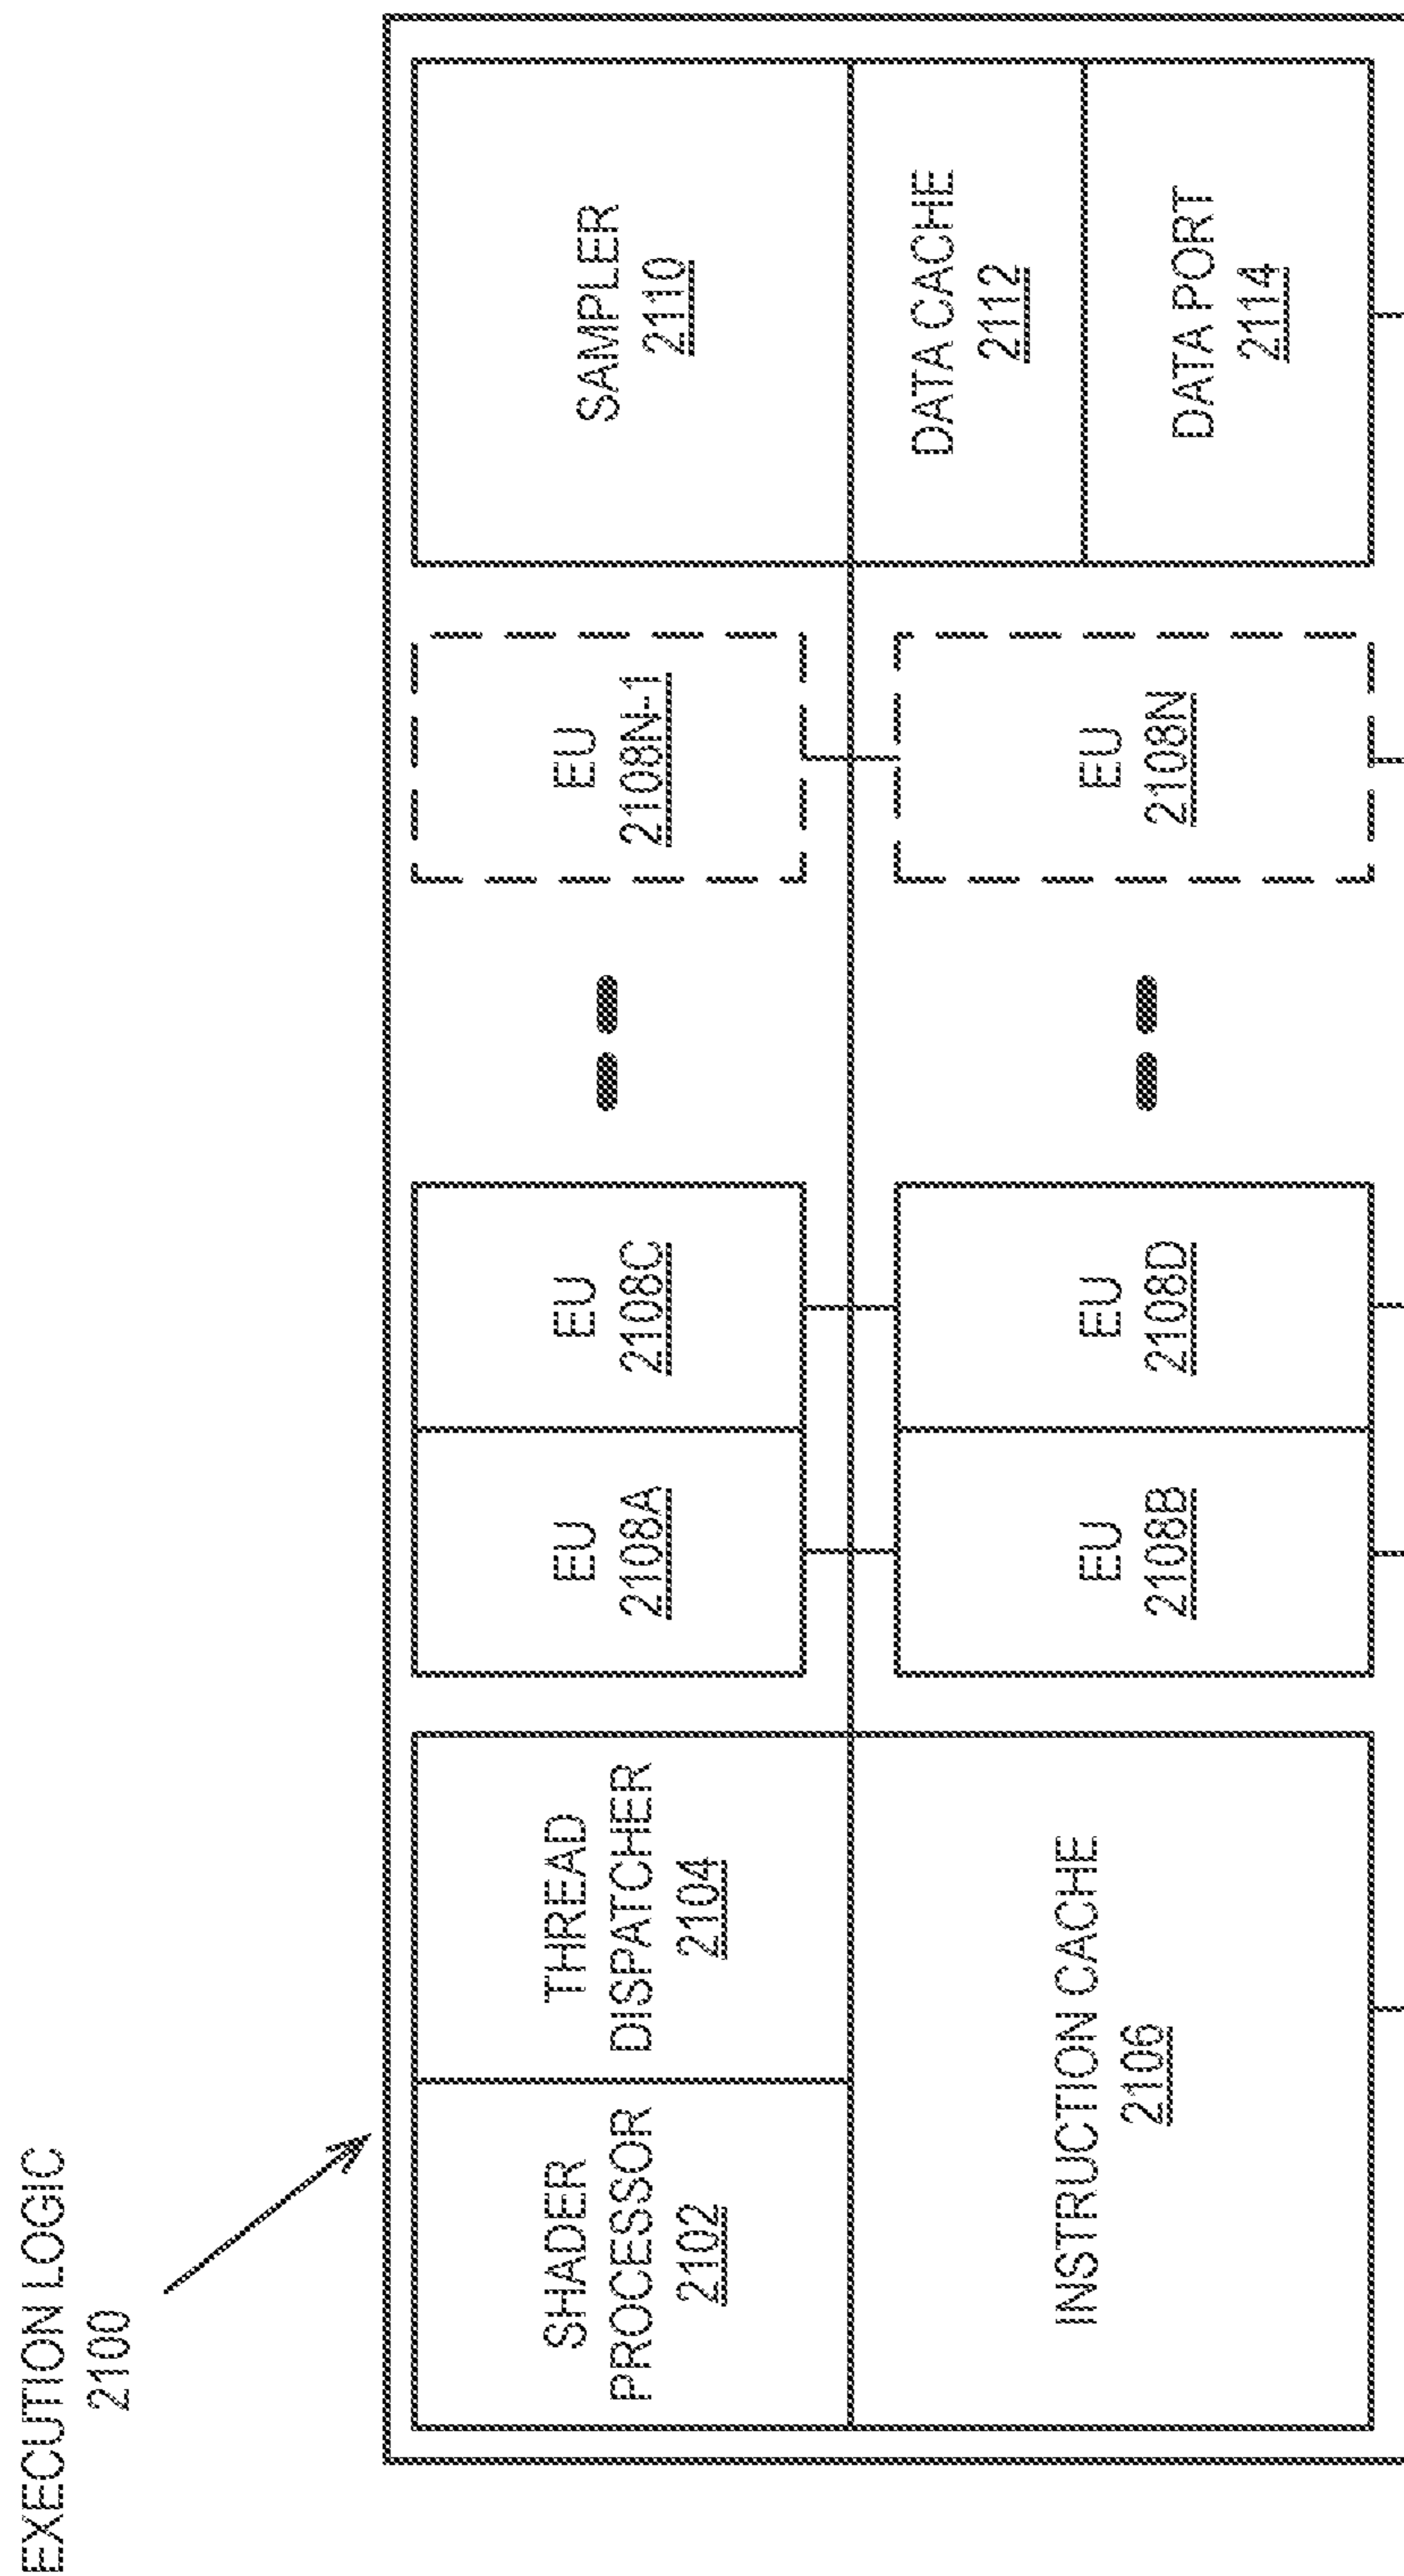 EXECUTION LOGIC
2100
SHADER
PROCESSOR
2102
THREAD
DISPATCHER
2104
INSTRUCTION CACHE
2106
EU
2108A
EU
2108C
EU
2108N-1
EU
2108B
EU
2108D
EU
2108N
SAMPLER
2110
DATA CACHE
2112
DATA PORT
2114